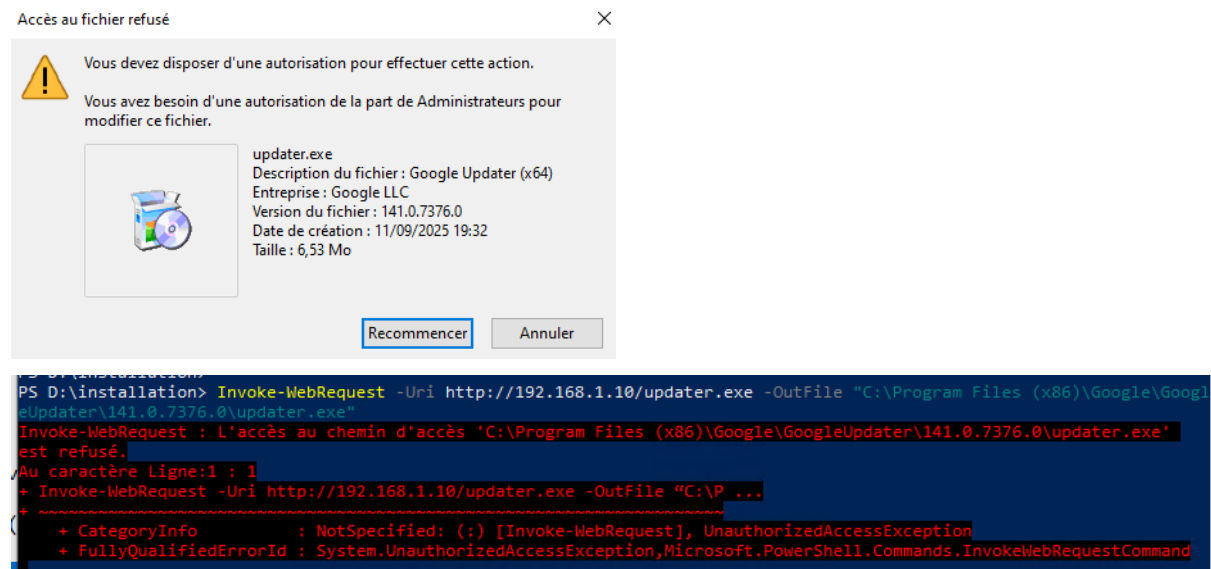 Accès au fichier refusé
Vous devez disposer d'une autorisation pour effectuer cette action.
Vous avez besoin d'une autorisation de la part de Administrateurs pour
modifier ce fichier.
updater.exe
Description du fichier : Google Updater (x64)
Entreprise : Google LLC
Version du fichier : 141.0.7376.0
Date de création : 11/09/2025 19:32
Taille : 6,53 Mo
Recommencer
Annuler
PS D:\installation>
PS D:\installation> Invoke-WebRequest -Uri http://192.168.1.10/updater.exe -OutFile "C:\Program Files (x86)\Google\Googl
eUpdater\141.0.7376.0\updater.exe"
Invoke-WebRequest : L'accès au chemin d'accès 'C:\Program Files (x86)\Google\GoogleUpdater\141.0.7376.0\updater.exe'
est refusé.
Au caractère Ligne:1 : 1
+ Invoke-WebRequest -Uri http://192.168.1.10/updater.exe -OutFile “C:\P ...
+ ~~~~~~~~~~~~~~~~~~~~~~~~~~~~~~~~~~~~~~~~~~~~~~~~~~~~~~~~~~~~~~~~~~~~~
+ CategoryInfo : NotSpecified: (:) [Invoke-WebRequest], UnauthorizedAccessException
+ FullyQualifiedErrorId : System.UnauthorizedAccessException,Microsoft.PowerShell.Commands.InvokeWebRequestCommand